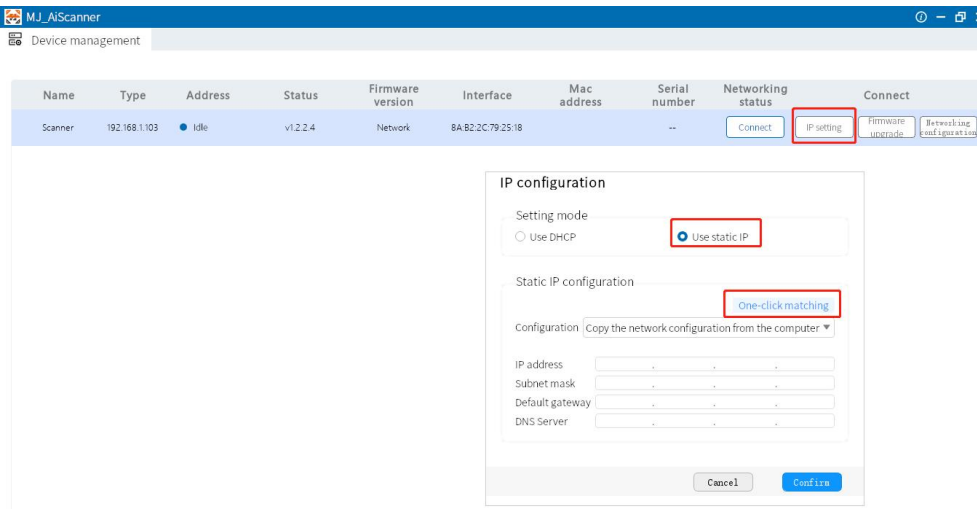 MJ_AiScanner
Device management
Name Type Address Status Firmware version Interface Mac address Serial number Networking status Connect
Scanner 192.168.1.103 Idle v1.2.2.4 Network 8A:B2:2C:79:25:18 -- Connect IP setting Firmware upgrade Networking configuration
IP configuration
Setting mode
Use DHCP Use static IP
Static IP configuration
One-click matching
Configuration Copy the network configuration from the computer
IP address . . .
Subnet mask . . .
Default gateway . . .
DNS Server . . .
Cancel Confirm